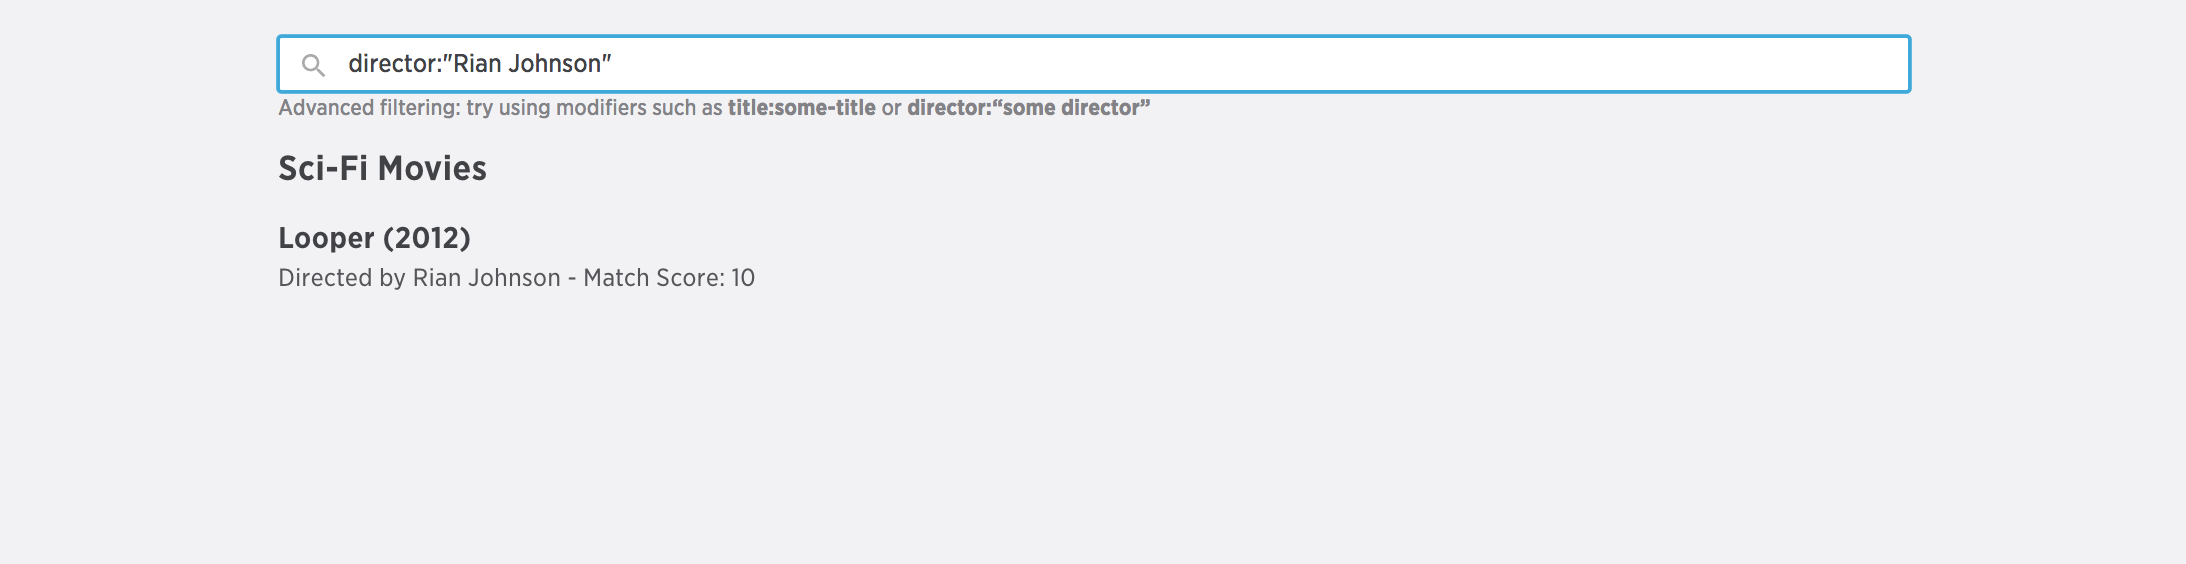 director:"Rian Johnson"
Advanced filtering: try using modifiers such as title:some-title or director:“some director”
Sci-Fi Movies
Looper (2012)
Directed by Rian Johnson - Match Score: 10